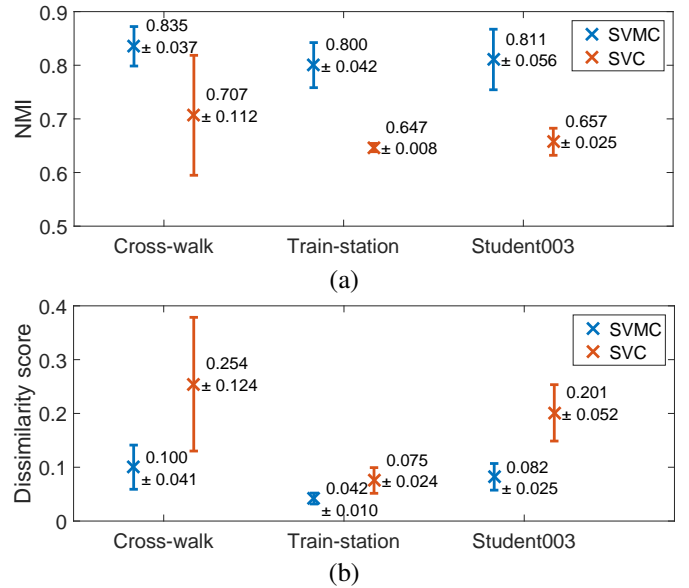 0.9
0.8
0.7
0.6
0.5
NMI
0.835
± 0.037
0.707
± 0.112
0.800
± 0.042
0.647
± 0.008
0.811
± 0.056
0.657
± 0.025
SVMC
SVC
Cross-walk
Train-station
Student003
(a)
0.4
0.3
0.2
0.1
0
Dissimilarity score
0.100
± 0.041
0.254
± 0.124
0.042
± 0.010
0.075
± 0.024
0.082
± 0.025
0.201
± 0.052
SVMC
SVC
Cross-walk
Train-station
Student003
(b)